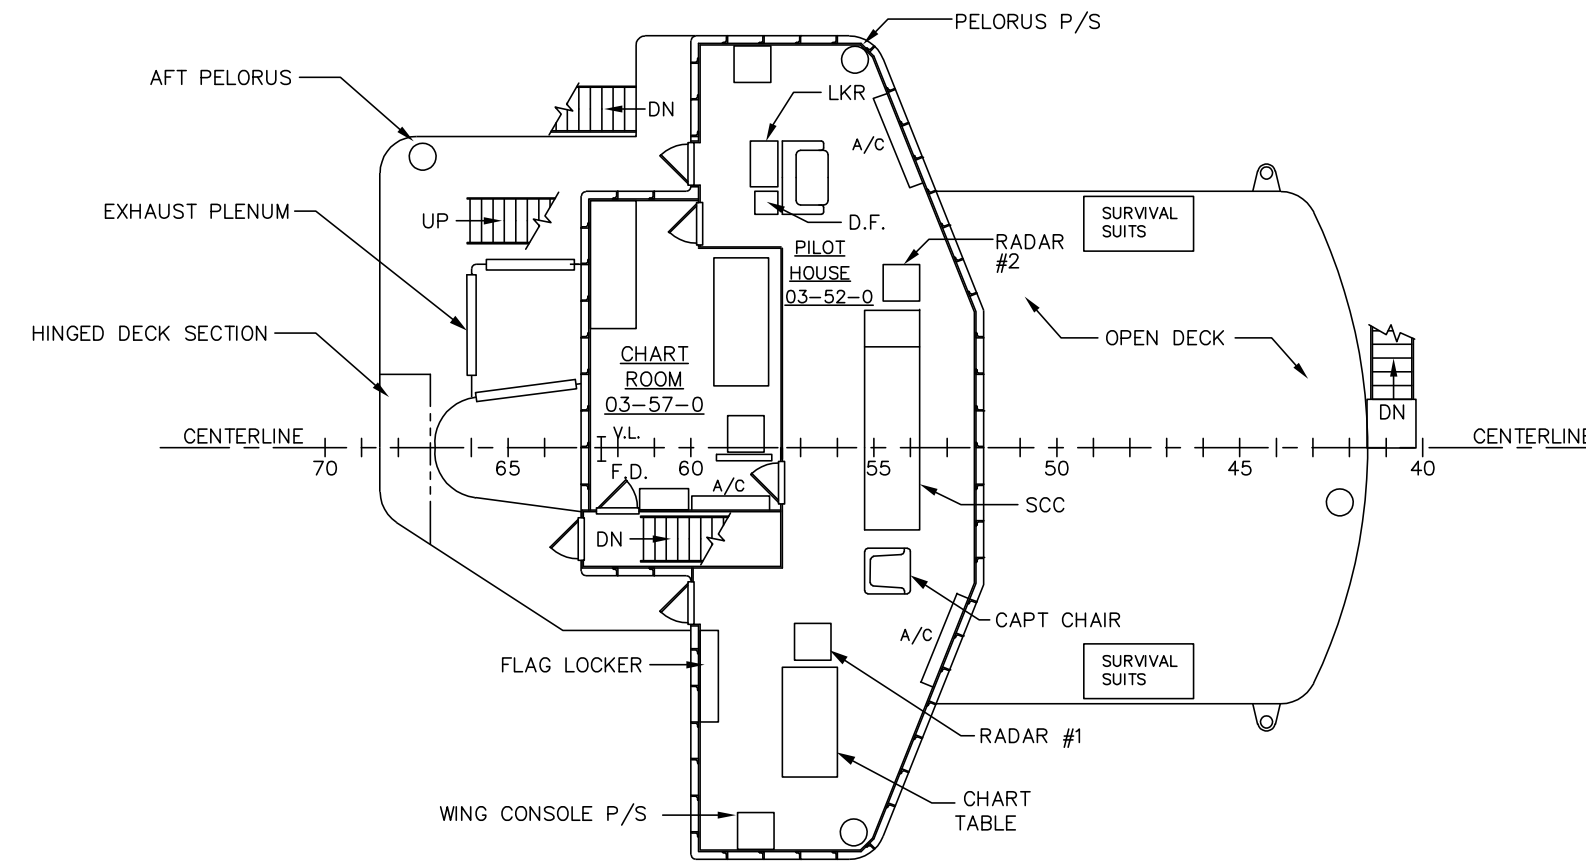 PELORUS P/S
AFT PELORUS
DN
LKR
A/C
EXHAUST PLENUM
UP
D.F.
SURVIVAL
SUITS
PILOT
HOUSE
03-52-0
RADAR
#2
HINGED DECK SECTION
OPEN DECK
CHART
ROOM
03-57-0
DN
CENTERLINE
V.L.
CENTERLINE
70
65
F.D.
60
55
50
45
40
A/C
SCC
DN
CAPT CHAIR
A/C
FLAG LOCKER
SURVIVAL
SUITS
RADAR #1
WING CONSOLE P/S
CHART
TABLE